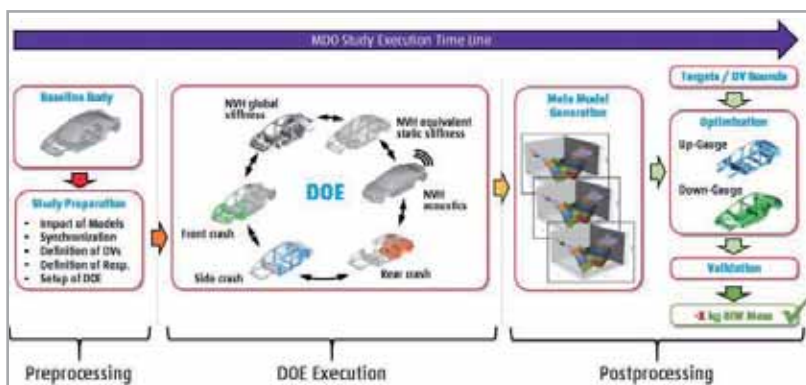 MDO Study Execution Time Line
Baseline Body
Study Preparation
• Impact of Models
• Synchronization
• Definition of DVs
• Definition of Resp.
• Setup of DOE
NVH global
stiffness
NVH equivalent
static stiffness
DOE
NVH
acoustics
Front crash
Side crash
Rear crash
Meta Model
Generation
Targets / DV Bounds
Optimization
Up-Gauge
Down-Gauge
Validation
kg BIW Mass
Preprocessing
DOE Execution
Postprocessing